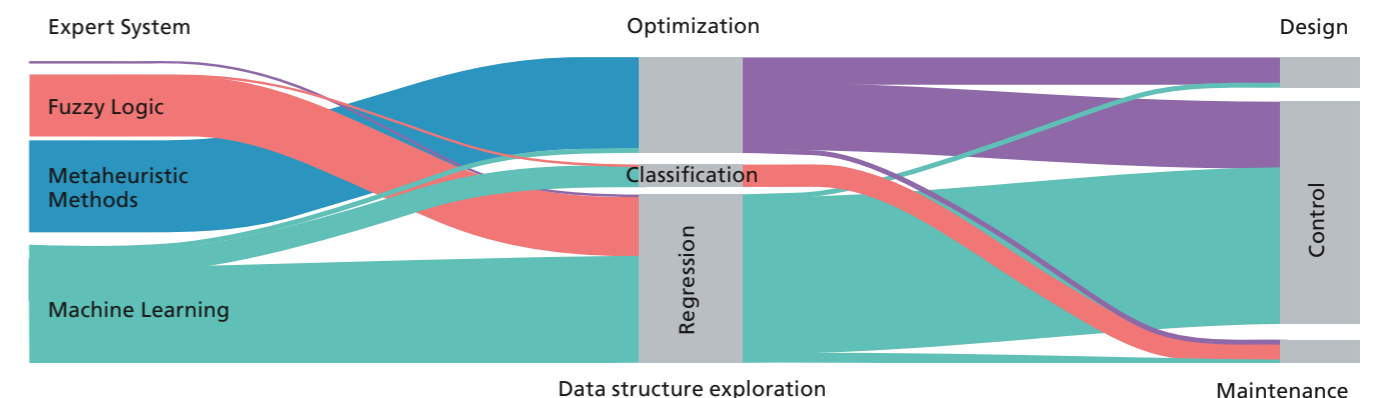 Expert System
Optimization
Design
Fuzzy Logic
Metaheuristic
Methods
Classification
Control
Regression
Machine Learning
Data structure exploration
Maintenance